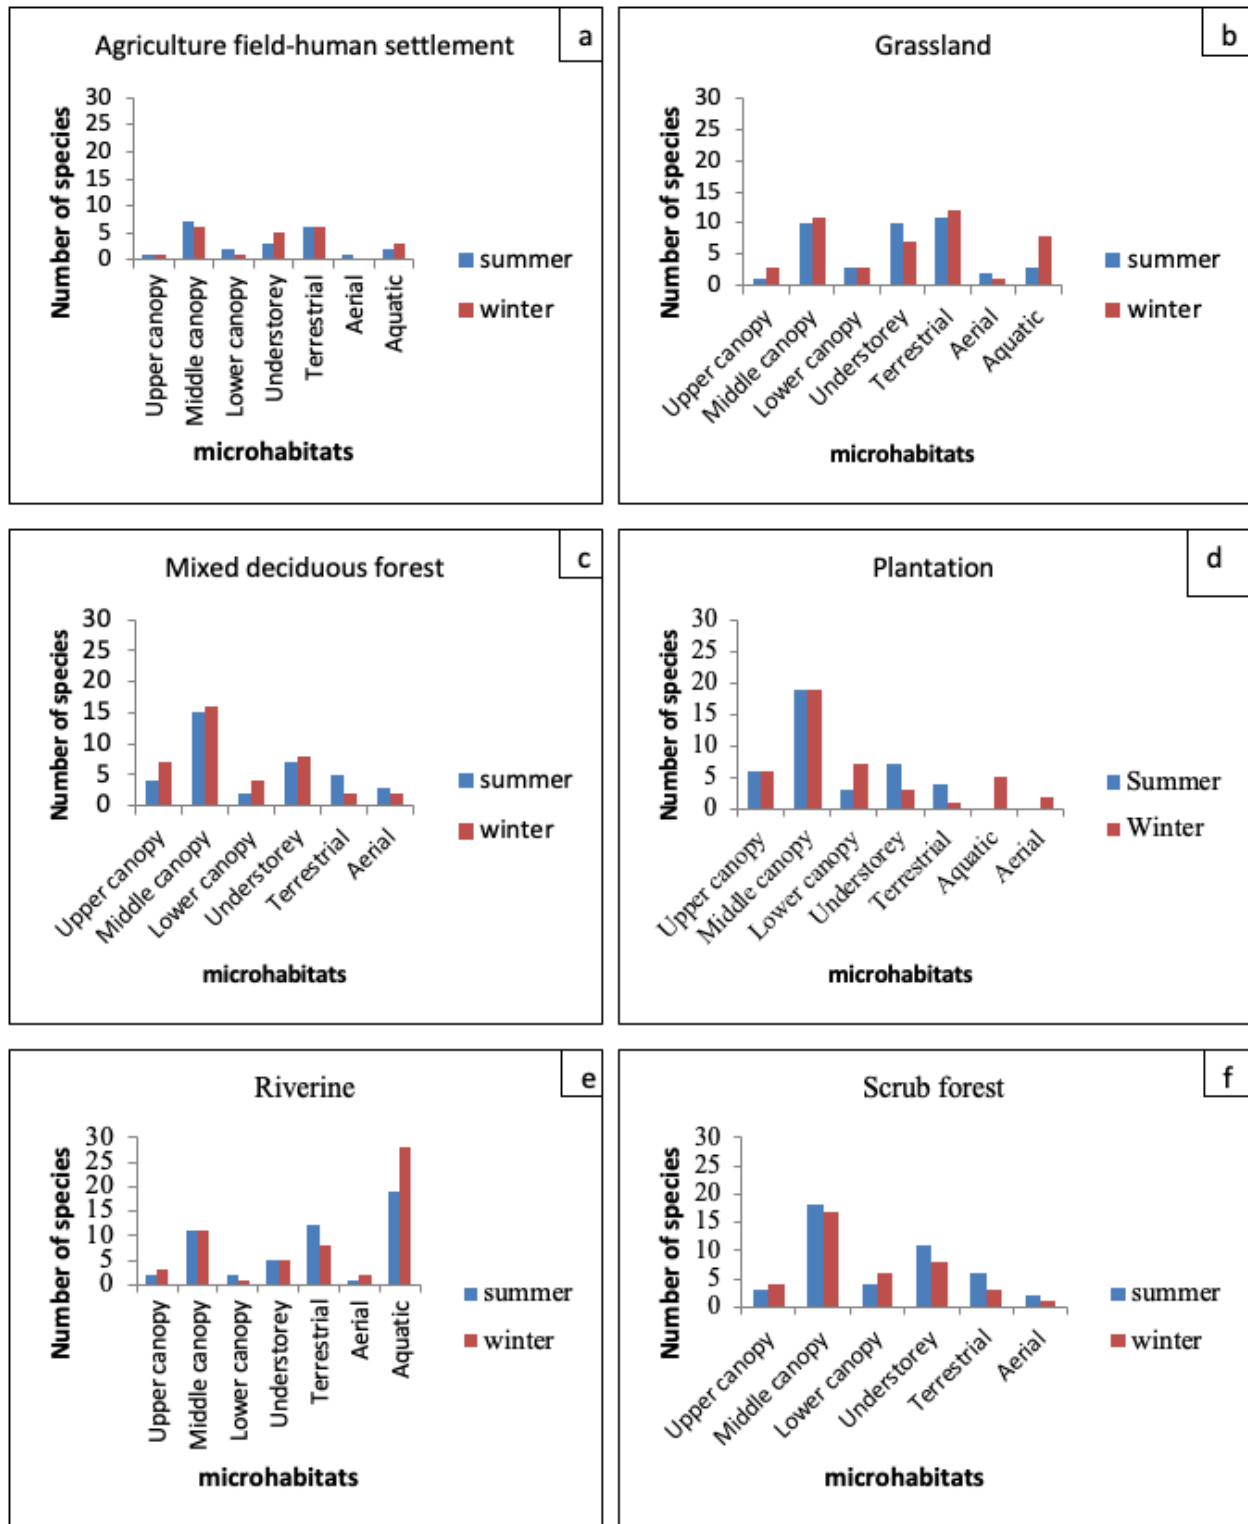 Agriculture field-human settlement
a
Number of species
30
25
20
15
10
5
0
Upper canopy
Middle canopy
Lower canopy
Understorey
Terrestrial
Aerial
Aquatic
microhabitats
summer
winter
Grassland
b
Number of species
30
25
20
15
10
5
0
Upper canopy
Middle canopy
Lower canopy
Understorey
Terrestrial
Aerial
Aquatic
microhabitats
summer
winter
Mixed deciduous forest
c
Number of species
30
25
20
15
10
5
0
Upper canopy
Middle canopy
Lower canopy
Understorey
Terrestrial
Aerial
microhabitats
summer
winter
Plantation
d
Number of species
30
25
20
15
10
5
0
Upper canopy
Middle canopy
Lower canopy
Understorey
Terrestrial
Aquatic
Aerial
microhabitats
Summer
Winter
Riverine
e
Number of species
30
25
20
15
10
5
0
Upper canopy
Middle canopy
Lower canopy
Understorey
Terrestrial
Aerial
Aquatic
microhabitats
summer
winter
Scrub forest
f
Number of species
30
25
20
15
10
5
0
Upper canopy
Middle canopy
Lower canopy
Understorey
Terrestrial
Aerial
microhabitats
summer
winter